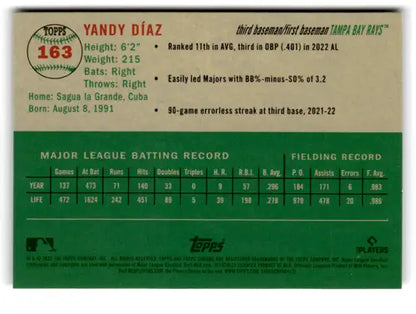 TOPPS
163
YANDY DÍAZ
third baseman/first baseman TAMPA BAY RAYS™
Height: 6'2"
Weight: 215
Bats: Right
Throws: Right
Home: Sagua la Grande, Cuba
Born: August 8, 1991
• Ranked 11th in AVG, third in OBP (.401) in 2022 AL
• Easily led Majors with BB%-minus-SO% of 3.2
• 90-game errorless streak at third base, 2021-22
MAJOR LEAGUE BATTING RECORD FIELDING RECORD
Games At Bat Runs Hits Doubles Triples H. R. R.B.I. B. Avg. P. O. Assists Errors F. Avg.
YEAR 137 473 71 140 33 0 9 57 .296 184 171 6 .983
LIFE 472 1624 242 451 85 5 39 190 .278 970 478 20 .986
Topps
PLAYERS